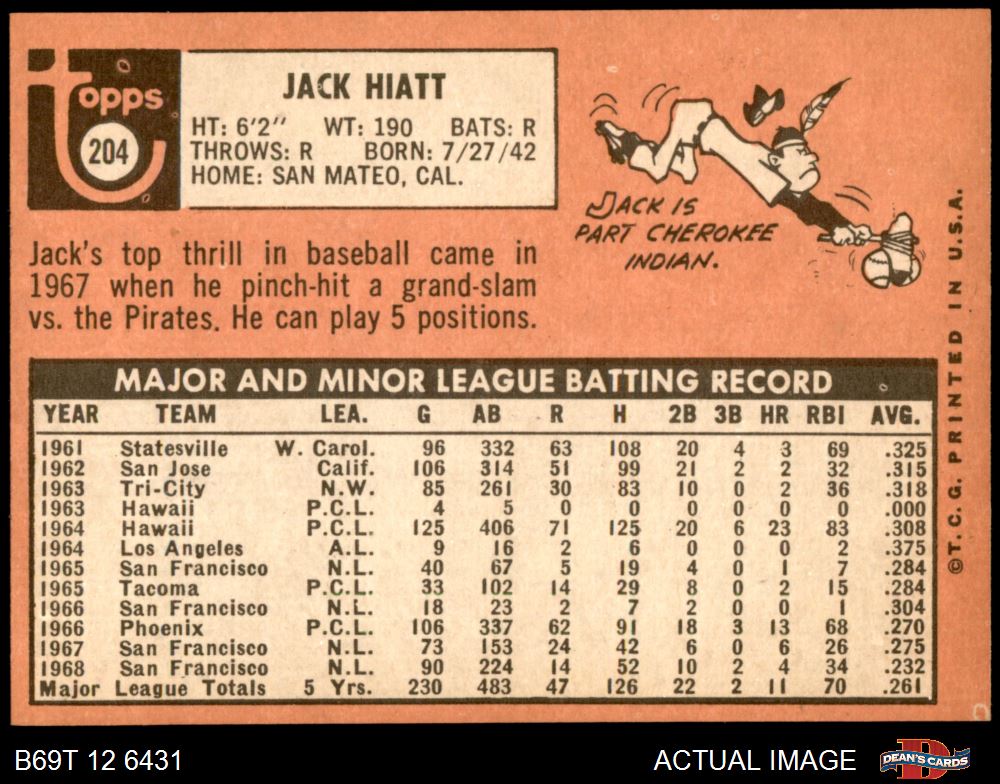 topps
204
JACK HIATT
HT: 6'2" WT: 190 BATS: R
THROWS: R BORN: 7/27/42
HOME: SAN MATEO, CAL.
JACK IS
PART CHEROKEE
INDIAN.
Jack's top thrill in baseball came in
1967 when he pinch-hit a grand-slam
vs. the Pirates. He can play 5 positions.
MAJOR AND MINOR LEAGUE BATTING RECORD
YEAR TEAM LEA. G AB R H 2B 3B HR RBI AVG.
1961 Statesville W. Carol. 96 332 63 108 20 4 3 69 .325
1962 San Jose Calif. 106 314 51 99 21 2 2 32 .315
1963 Tri-City N.W. 85 261 30 83 10 0 2 36 .318
1963 Hawaii P.C.L. 4 5 0 0 0 0 0 0 .000
1964 Hawaii P.C.L. 125 406 71 125 20 6 23 83 .308
1964 Los Angeles A.L. 9 16 2 6 0 0 0 2 .375
1965 San Francisco N.L. 40 67 5 19 4 0 1 7 .284
1965 Tacoma P.C.L. 33 102 14 29 8 0 2 15 .284
1966 San Francisco N.L. 18 23 2 7 2 0 0 1 .304
1966 Phoenix P.C.L. 106 337 62 91 18 3 13 68 .270
1967 San Francisco N.L. 73 153 24 42 6 0 6 26 .275
1968 San Francisco N.L. 90 224 14 52 10 2 4 34 .232
Major League Totals 5 Yrs. 230 483 47 126 22 2 11 70 .261
©T.C.G. PRINTED IN U.S.A.
B69T 12 6431
ACTUAL IMAGE
DEAN'S CARDS